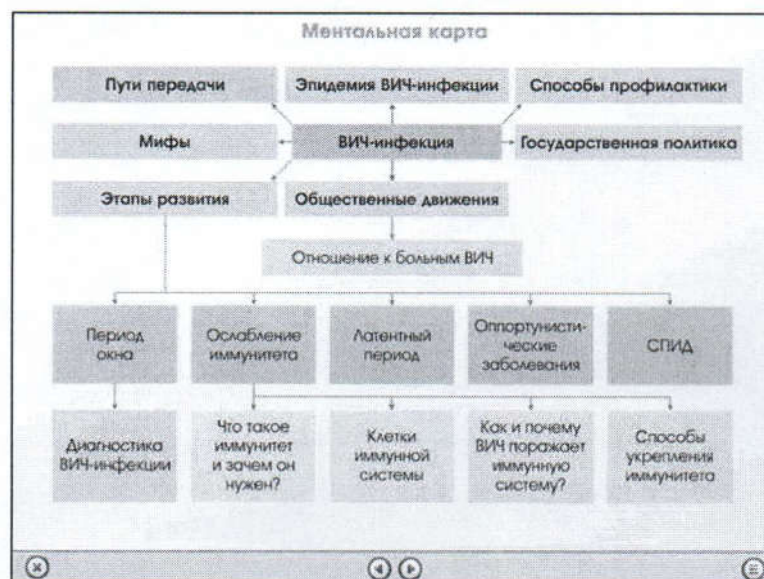 Ментальная карта
Пути передачи
Эпидемия ВИЧ-инфекции
Способы профилактики
Мифы
ВИЧ-инфекция
Государственная политика
Этапы развития
Общественные движения
Отношение к больным ВИЧ
Период
окна
Ослабление
иммунитета
Латентный
период
Оппортунисти-
ческие
заболевания
СПИД
Диагностика
ВИЧ-инфекции
Что такое
иммунитет
и зачем он
нужен?
Клетки
иммунной
системы
Как и почему
ВИЧ поражает
иммунную
систему?
Способы
укрепления
иммунитета